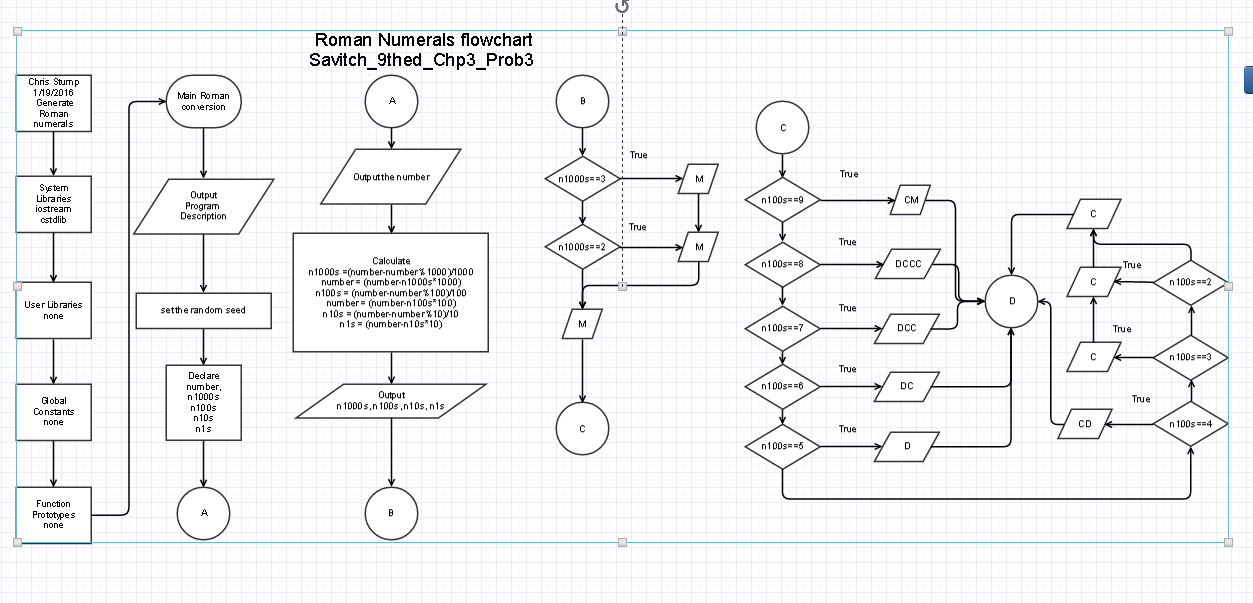 Roman Numerals flowchart
Savitch_9thed_Chp3_Prob3
Chris Stump
1/19/2016
Generate
Roman
numerals
System
Libraries
iostream
cstdlib
User Libraries
none
Global
Constants
none
Function
Prototypes
none
Main Roman
conversion
Output
Program
Description
set the random seed
Declare
number,
n1000s
n100s
n10s
n1s
A
A
Output the number
Calculate
n1000s =(number-number%1000)/1000
number = (number-n1000s*1000)
n100s = (number-number%100)/100
number = (number-n100s*100)
n10s = (number-number%10)/10
n1s = (number-n10s*10)
Output
n1000s, n100s, n10s, n1s
B
B
n1000s==3
True
M
n1000s==2
True
M
M
C
C
n100s==9
True
CM
n100s==8
True
DCCC
n100s==7
True
DCC
n100s==6
True
DC
n100s==5
True
D
D
C
C
True
n100s==2
C
True
n100s==3
CD
True
n100s==4